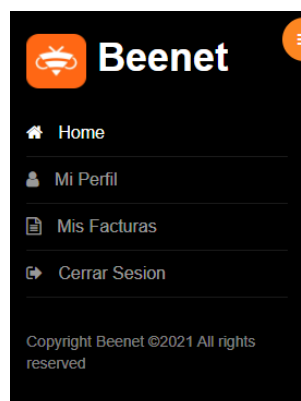 Beenet
Home
Mi Perfil
Mis Facturas
Cerrar Sesion
Copyright Beenet ©2021 All rights
reserved